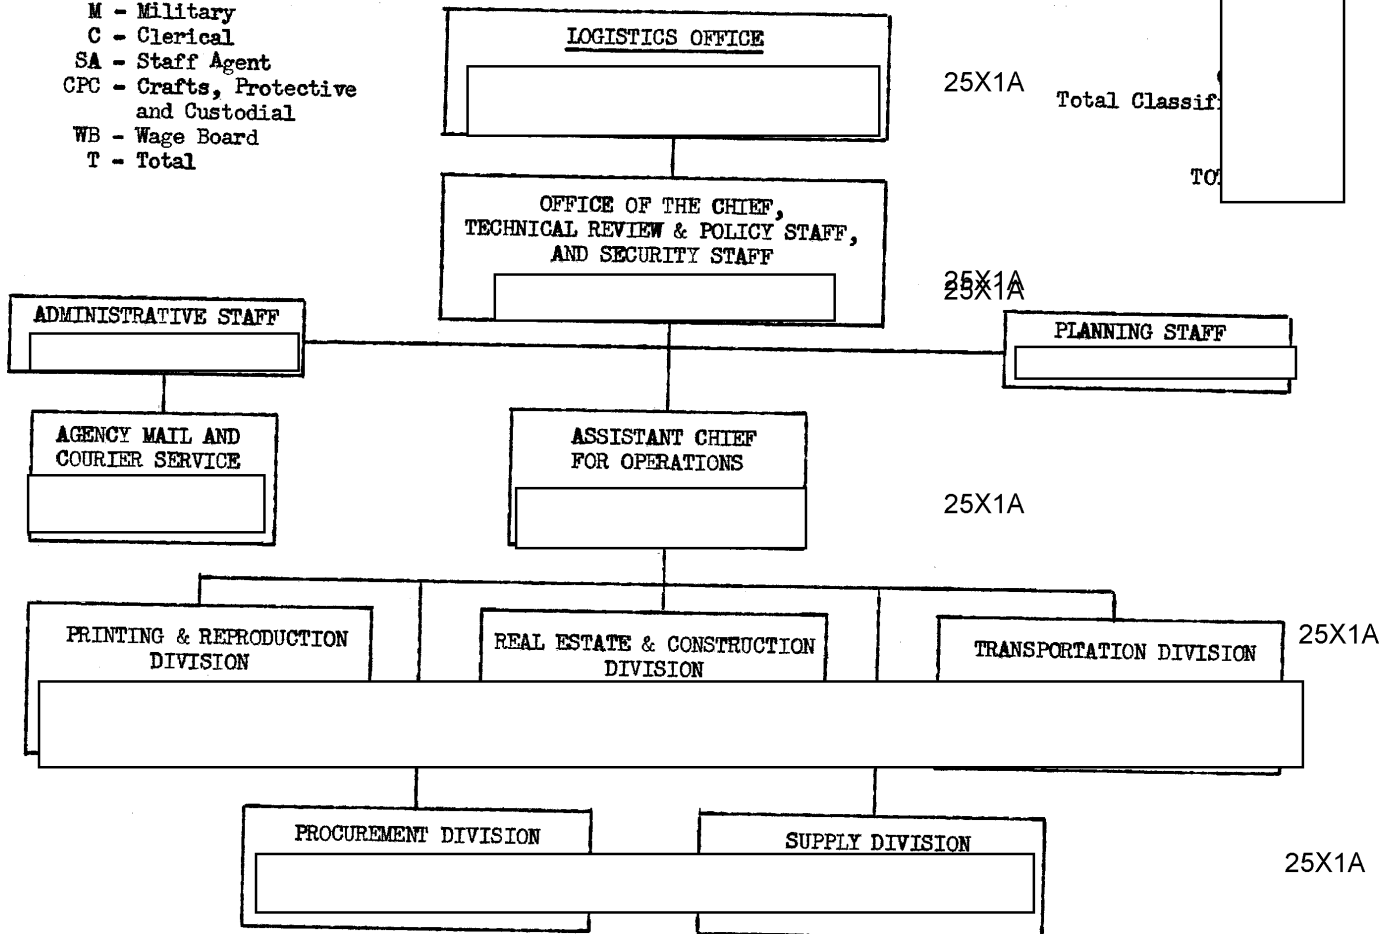 M - Military
C - Clerical
SA - Staff Agent
CPC - Crafts, Protective
and Custodial
WB - Wage Board
T - Total
LOGISTICS OFFICE
25X1A
Total Classif
OFFICE OF THE CHIEF,
TECHNICAL REVIEW & POLICY STAFF,
AND SECURITY STAFF
25X1A
25X1A
ADMINISTRATIVE STAFF
PLANNING STAFF
AGENCY MAIL AND
COURIER SERVICE
ASSISTANT CHIEF
FOR OPERATIONS
25X1A
PRINTING & REPRODUCTION
DIVISION
REAL ESTATE & CONSTRUCTION
DIVISION
TRANSPORTATION DIVISION
25X1A
PROCUREMENT DIVISION
SUPPLY DIVISION
25X1A